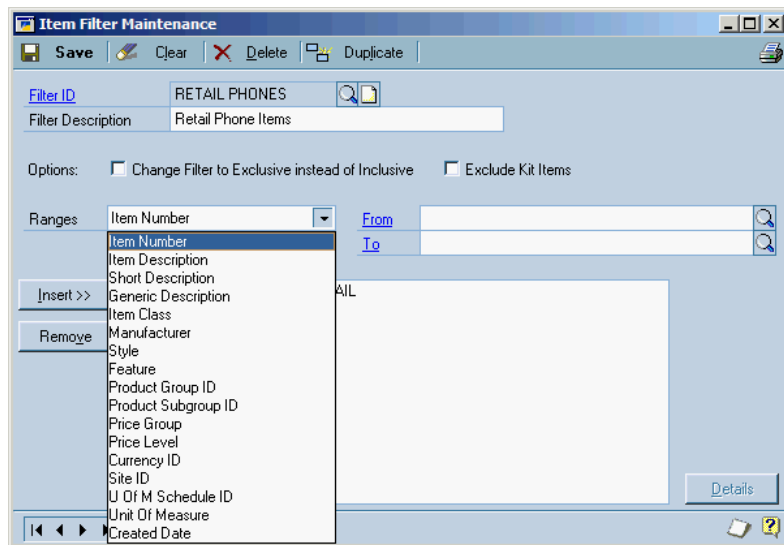 Item Filter Maintenance
Save Clear Delete Duplicate
Filter ID RETAIL PHONES
Filter Description Retail Phone Items
Options: Change Filter to Exclusive instead of Inclusive Exclude Kit Items
Ranges Item Number From
To
Item Number
Item Description
Short Description
Generic Description
Item Class
Manufacturer
Style
Feature
Product Group ID
Product Subgroup ID
Price Group
Price Level
Currency ID
Site ID
U Of M Schedule ID
Unit Of Measure
Created Date
Insert >>
AIL
Remove
Details